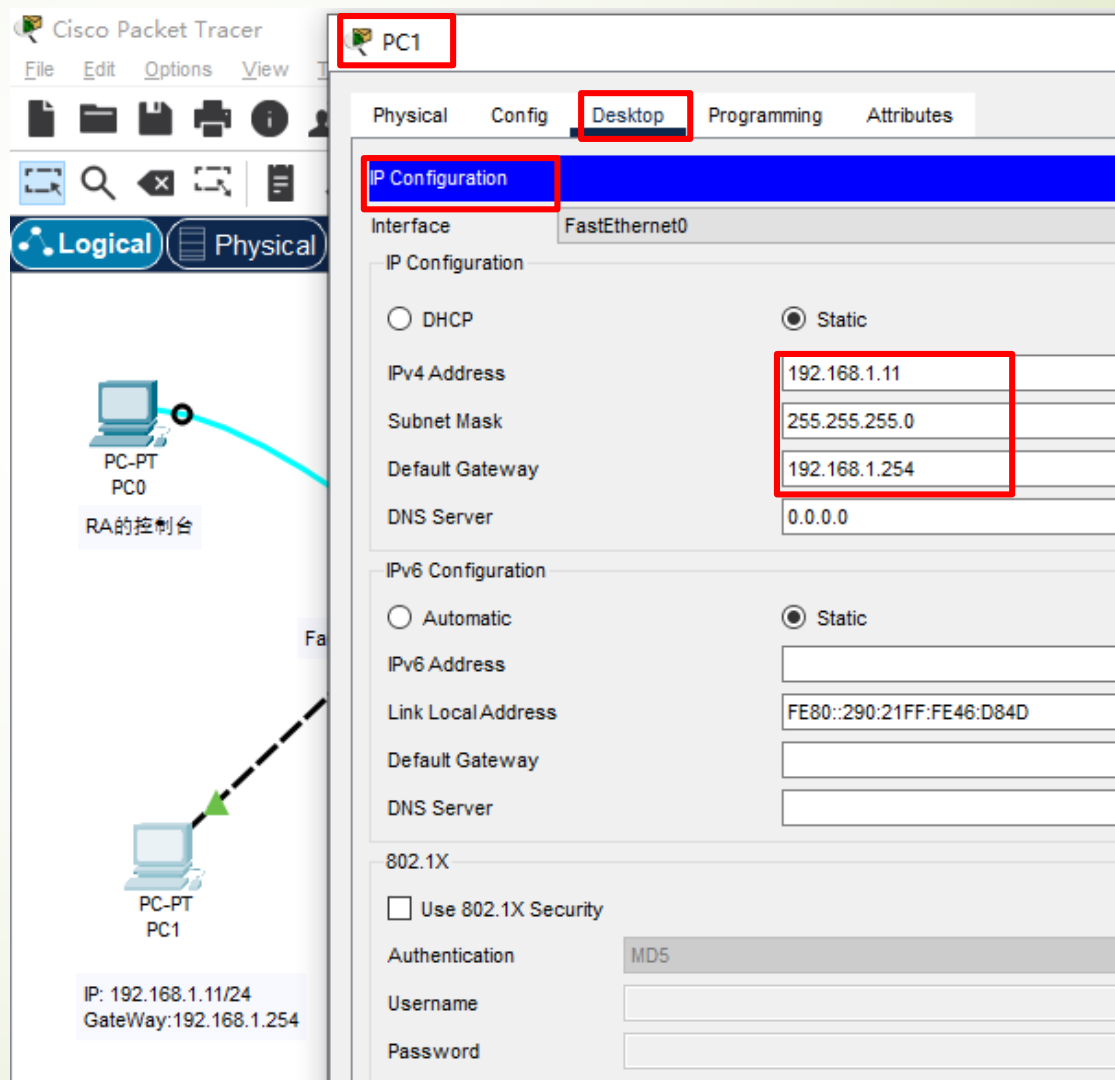 Cisco Packet Tracer
File Edit Options View
Logical Physical
PC-PT
PC0
RA的控制台
Fa
PC-PT
PC1
IP: 192.168.1.11/24
GateWay:192.168.1.254
PC1
Physical Config Desktop Programming Attributes
IP Configuration
Interface FastEthernet0
IP Configuration
DHCP Static
IPv4 Address 192.168.1.11
Subnet Mask 255.255.255.0
Default Gateway 192.168.1.254
DNS Server 0.0.0.0
IPv6 Configuration
Automatic Static
IPv6 Address
Link Local Address FE80::290:21FF:FE46:D84D
Default Gateway
DNS Server
802.1X
Use 802.1X Security
Authentication MD5
Username
Password